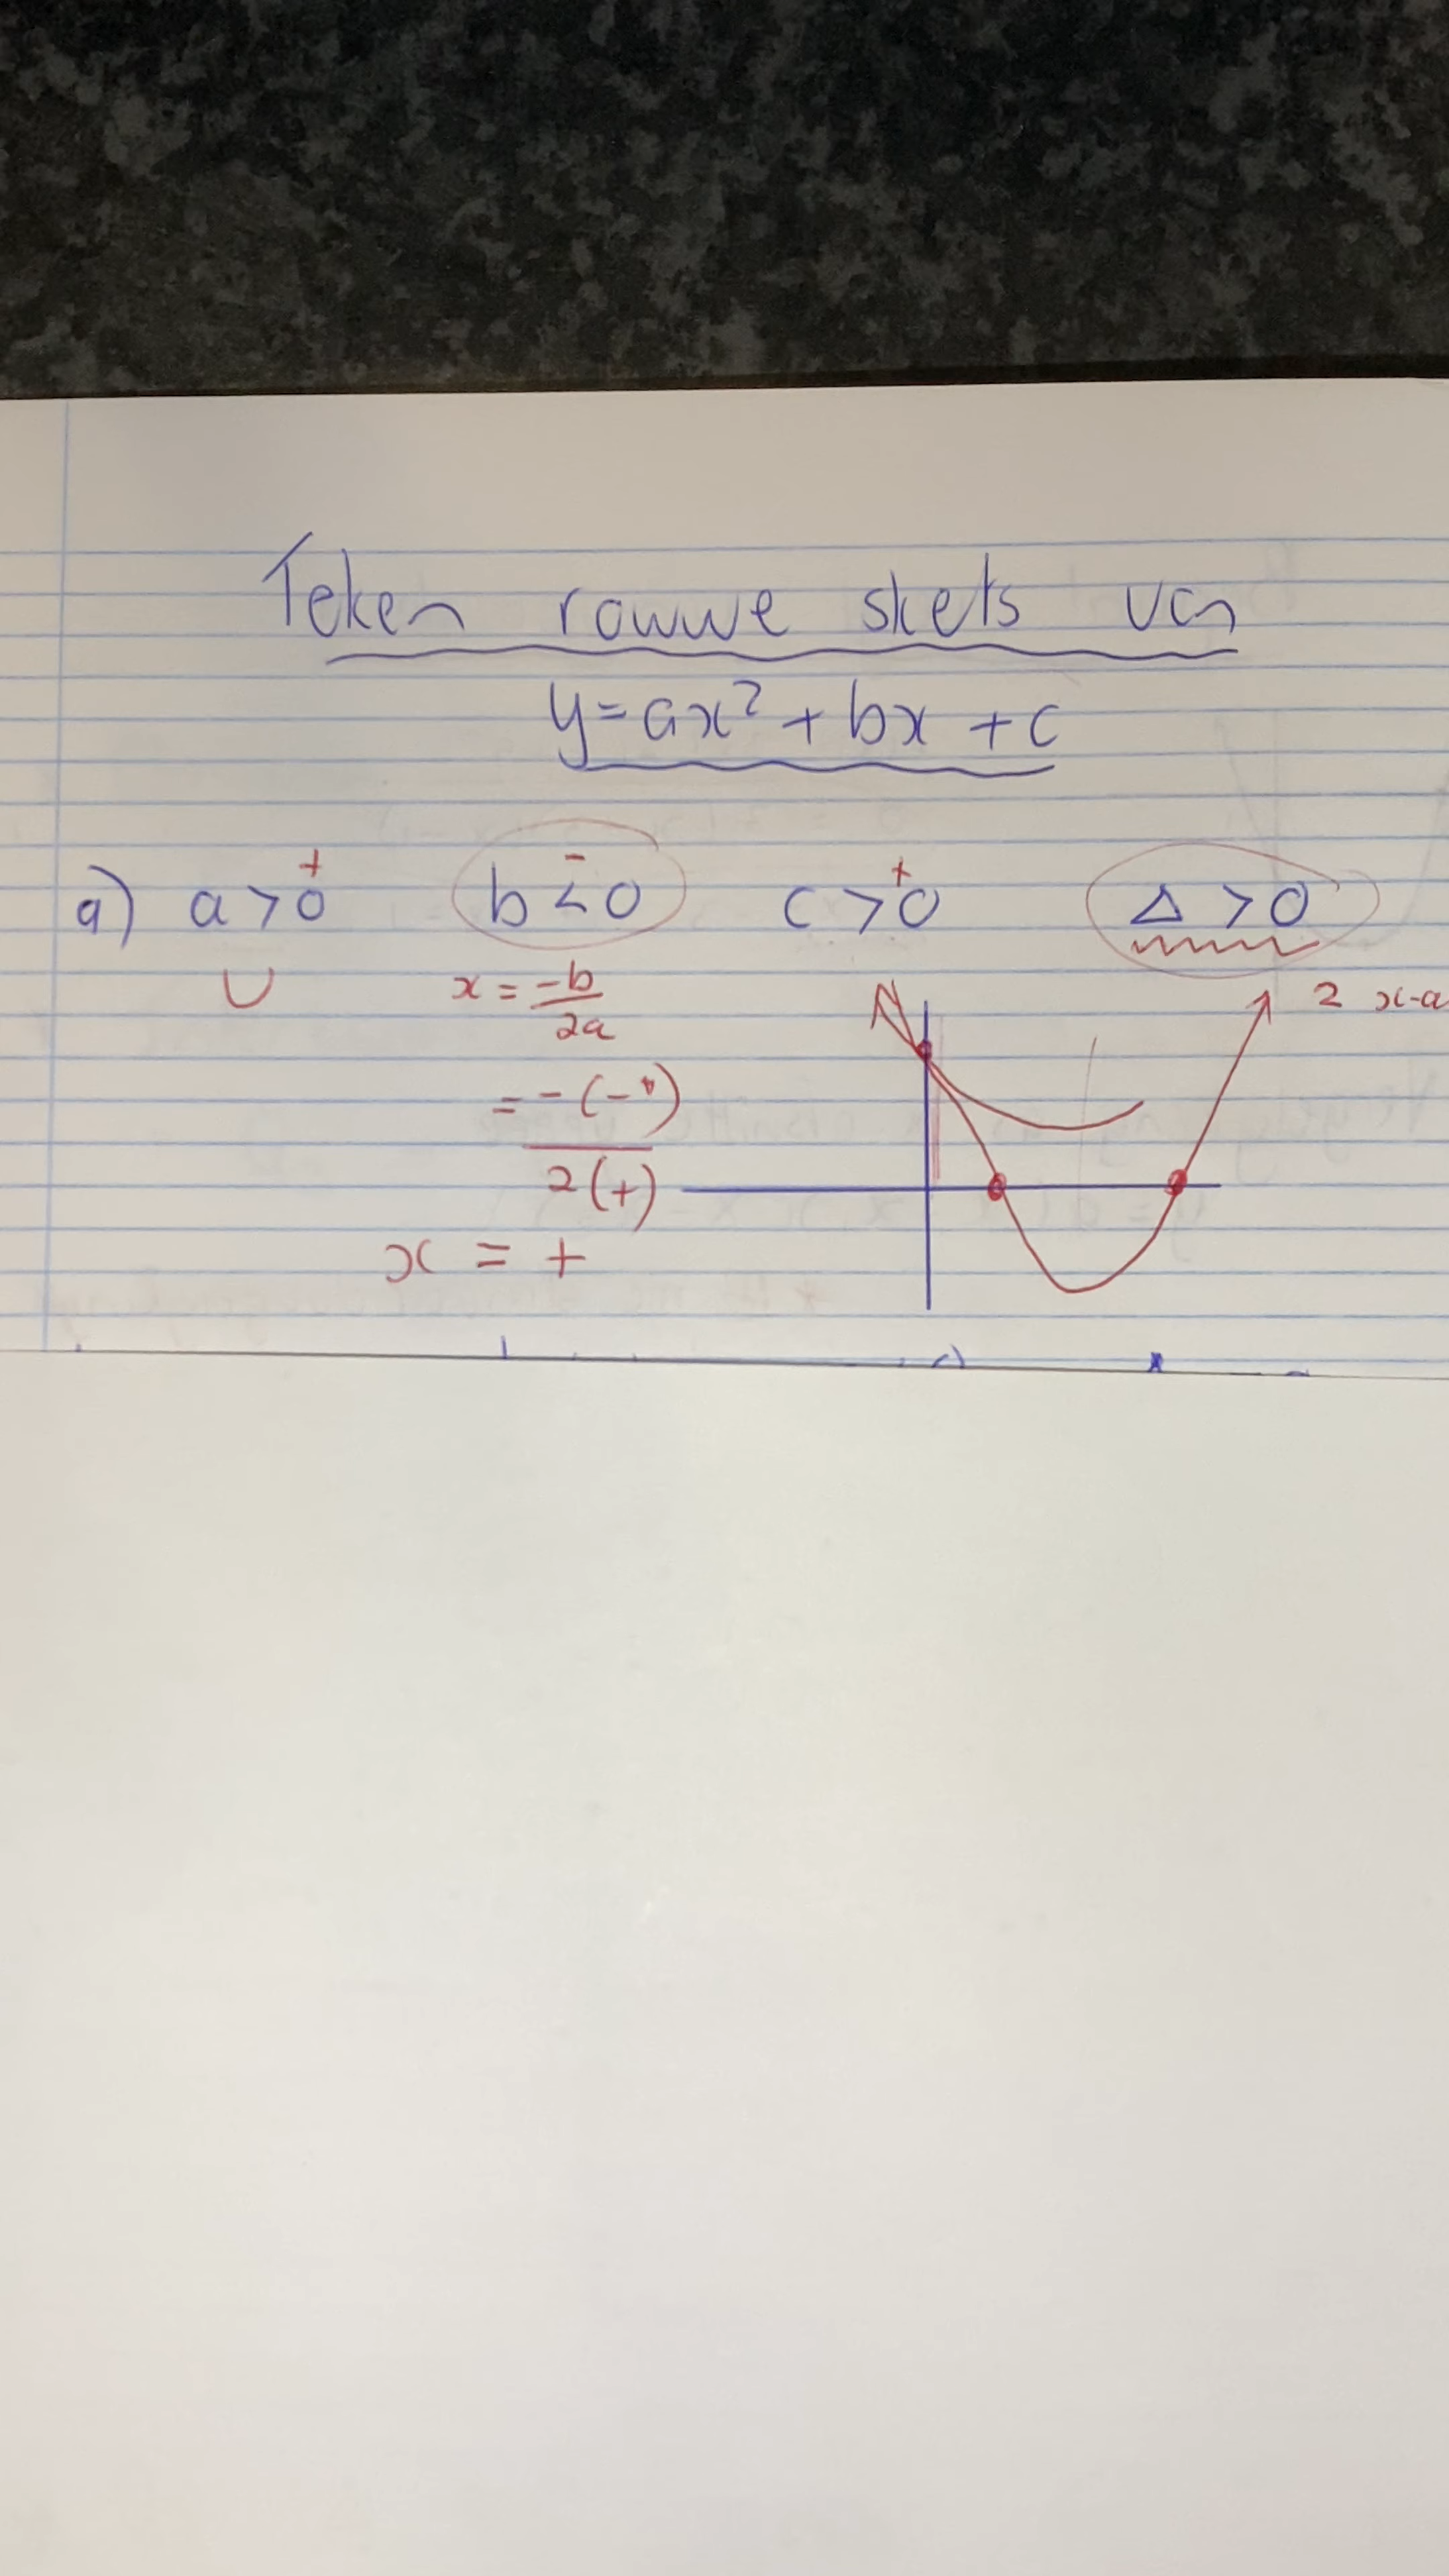 Teken rowwe skets van
y = ax² + bx + c
a) a > 0 + b < 0 - c > 0 + Δ > 0
∪ x = -b/2a 2 x-a
= -(-)/2(+)
x = +